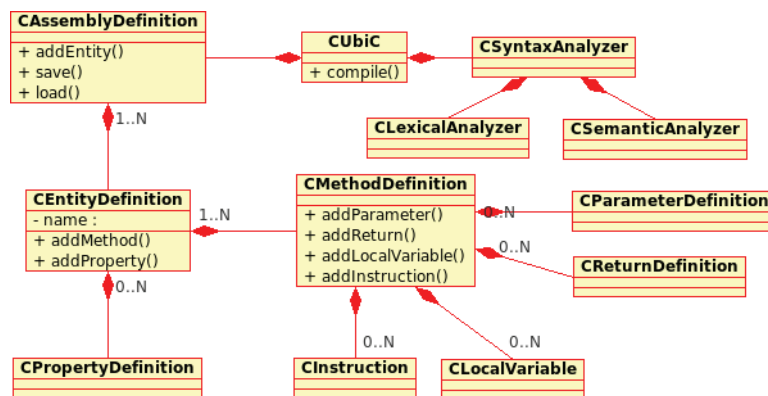 CAssemblyDefinition
+ addEntity()
+ save()
+ load()
CUbiC
+ compile()
CSyntaxAnalyzer
CLexicalAnalyzer
CSemanticAnalyzer
1..N
CEntityDefinition
- name :
+ addMethod()
+ addProperty()
1..N
CMethodDefinition
+ addParameter()
+ addReturn()
+ addLocalVariable()
+ addInstruction()
0..N
CParameterDefinition
0..N
CReturnDefinition
0..N
CPropertyDefinition
0..N
CInstruction
0..N
CLocalVariable